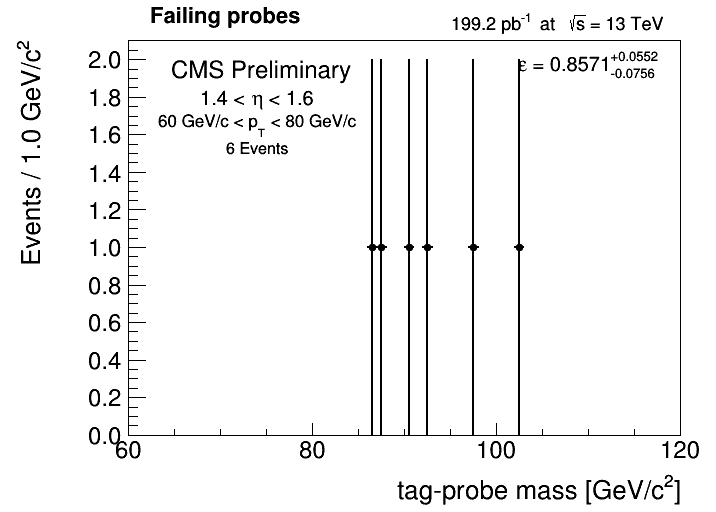 Failing probes
199.2 pb⁻¹ at √s = 13 TeV
CMS Preliminary
1.4 < η < 1.6
60 GeV/c < p_T < 80 GeV/c
6 Events
ε = 0.8571 +0.0552 -0.0756
Events / 1.0 GeV/c²
2.0
1.8
1.6
1.4
1.2
1.0
0.8
0.6
0.4
0.2
0.0
60 80 100 120
tag-probe mass [GeV/c²]